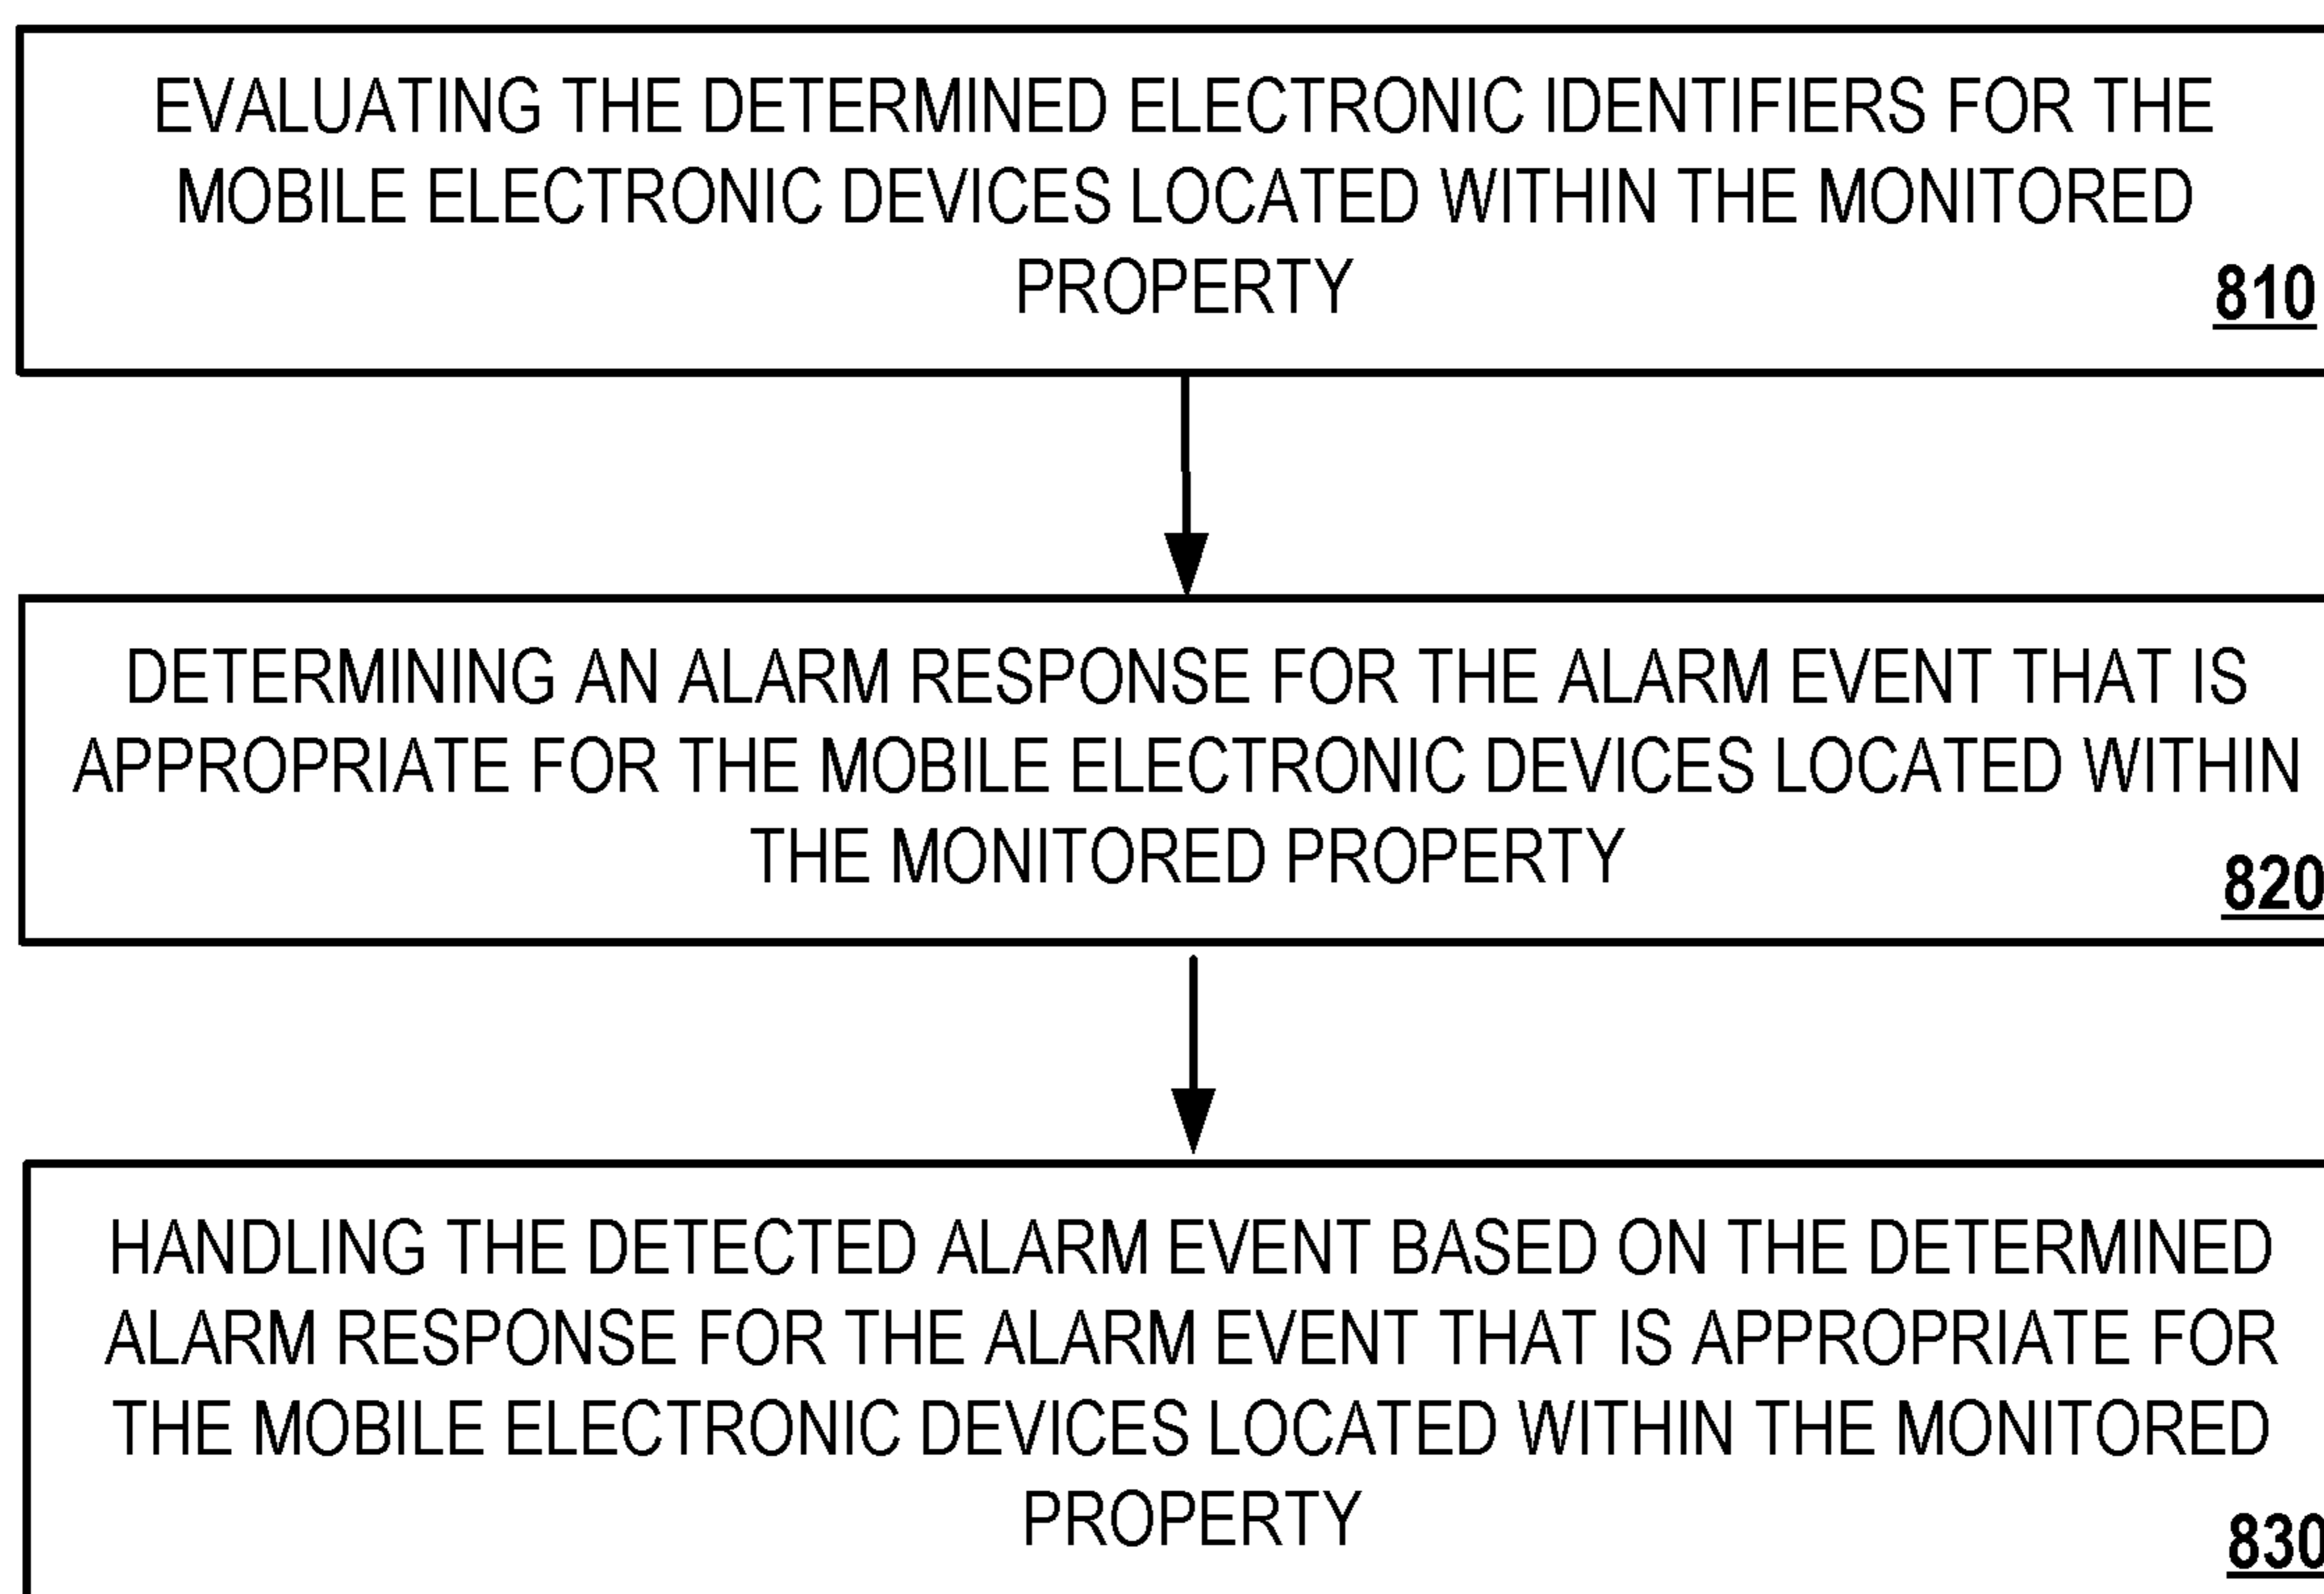 EVALUATING THE DETERMINED ELECTRONIC IDENTIFIERS FOR THE
MOBILE ELECTRONIC DEVICES LOCATED WITHIN THE MONITORED
PROPERTY
810
DETERMINING AN ALARM RESPONSE FOR THE ALARM EVENT THAT IS
APPROPRIATE FOR THE MOBILE ELECTRONIC DEVICES LOCATED WITHIN
THE MONITORED PROPERTY
820
HANDLING THE DETECTED ALARM EVENT BASED ON THE DETERMINED
ALARM RESPONSE FOR THE ALARM EVENT THAT IS APPROPRIATE FOR
THE MOBILE ELECTRONIC DEVICES LOCATED WITHIN THE MONITORED
PROPERTY
830